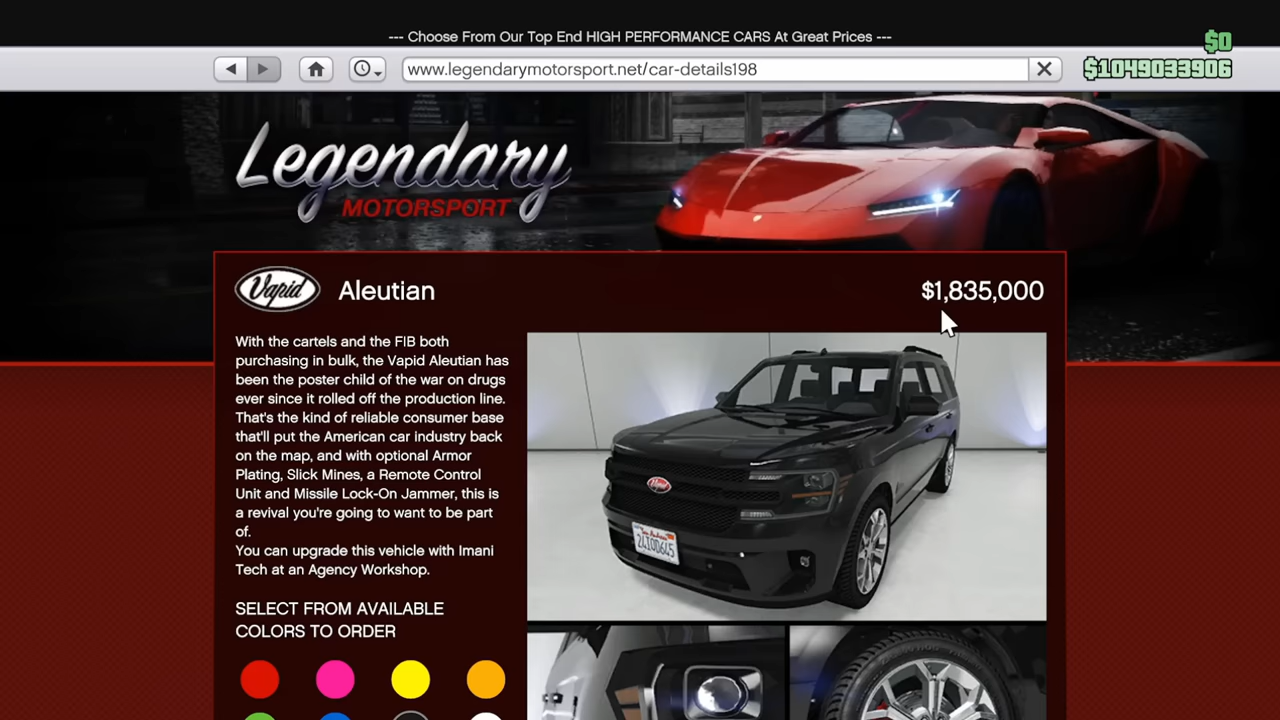 --- Choose From Our Top End HIGH PERFORMANCE CARS At Great Prices ---
$0
www.legendarymotorsport.net/car-details198
$1049033906
Legendary
MOTORSPORT
Vapid
Aleutian
$1,835,000
With the cartels and the FIB both
purchasing in bulk, the Vapid Aleutian has
been the poster child of the war on drugs
ever since it rolled off the production line.
That's the kind of reliable consumer base
that'll put the American car industry back
on the map, and with optional Armor
Plating, Slick Mines, a Remote Control
Unit and Missile Lock-On Jammer, this is
a revival you're going to want to be part
of.
You can upgrade this vehicle with Imani
Tech at an Agency Workshop.
Vapid
SELECT FROM AVAILABLE
COLORS TO ORDER